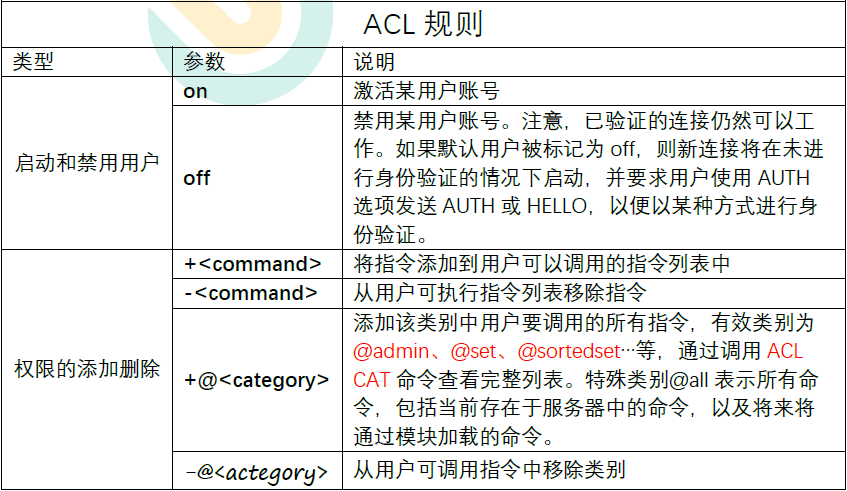 ACL 规则
类型 参数 说明
启动和禁用用户
on
激活某用户账号
off
禁用某用户账号。注意，已验证的连接仍然可以工
作。如果默认用户被标记为 off，则新连接将在未进
行身份验证的情况下启动，并要求用户使用 AUTH
选项发送 AUTH 或 HELLO，以便以某种方式进行身
份验证。
权限的添加删除
+<command>
将指令添加到用户可以调用的指令列表中
-<command>
从用户可执行指令列表移除指令
+@<category>
添加该类别中用户要调用的所有指令，有效类别为
@admin、@set、@sortedset…等，通过调用 ACL
CAT 命令查看完整列表。特殊类别@all 表示所有命
令，包括当前存在于服务器中的命令，以及将来将
通过模块加载的命令。
-@<actegory>
从用户可调用指令中移除类别